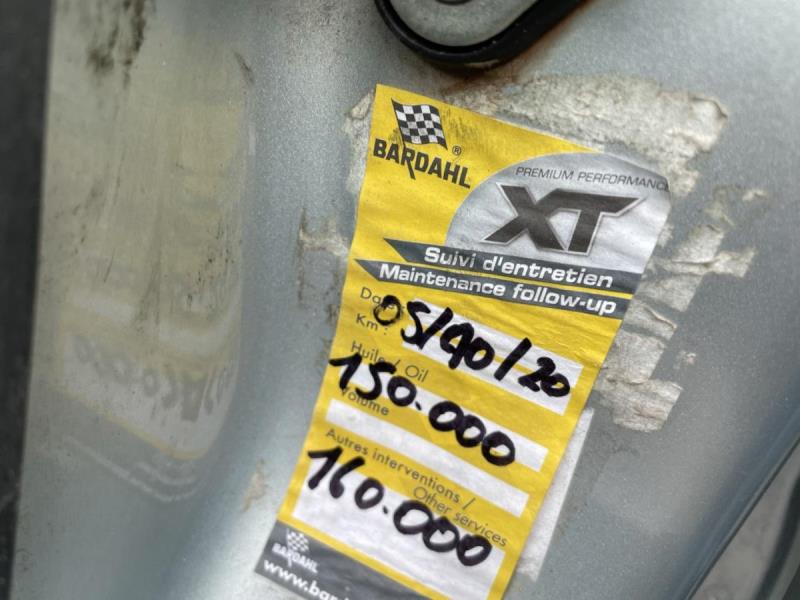 BARDAHL®
PREMIUM PERFORMANCE
XT
Suivi d'entretien
Maintenance follow-up
Date
05/10/20
Km :
Huile / Oil
150.000
Volume
Autres interventions /
Other services
160.000
BARDAHL
www.bar